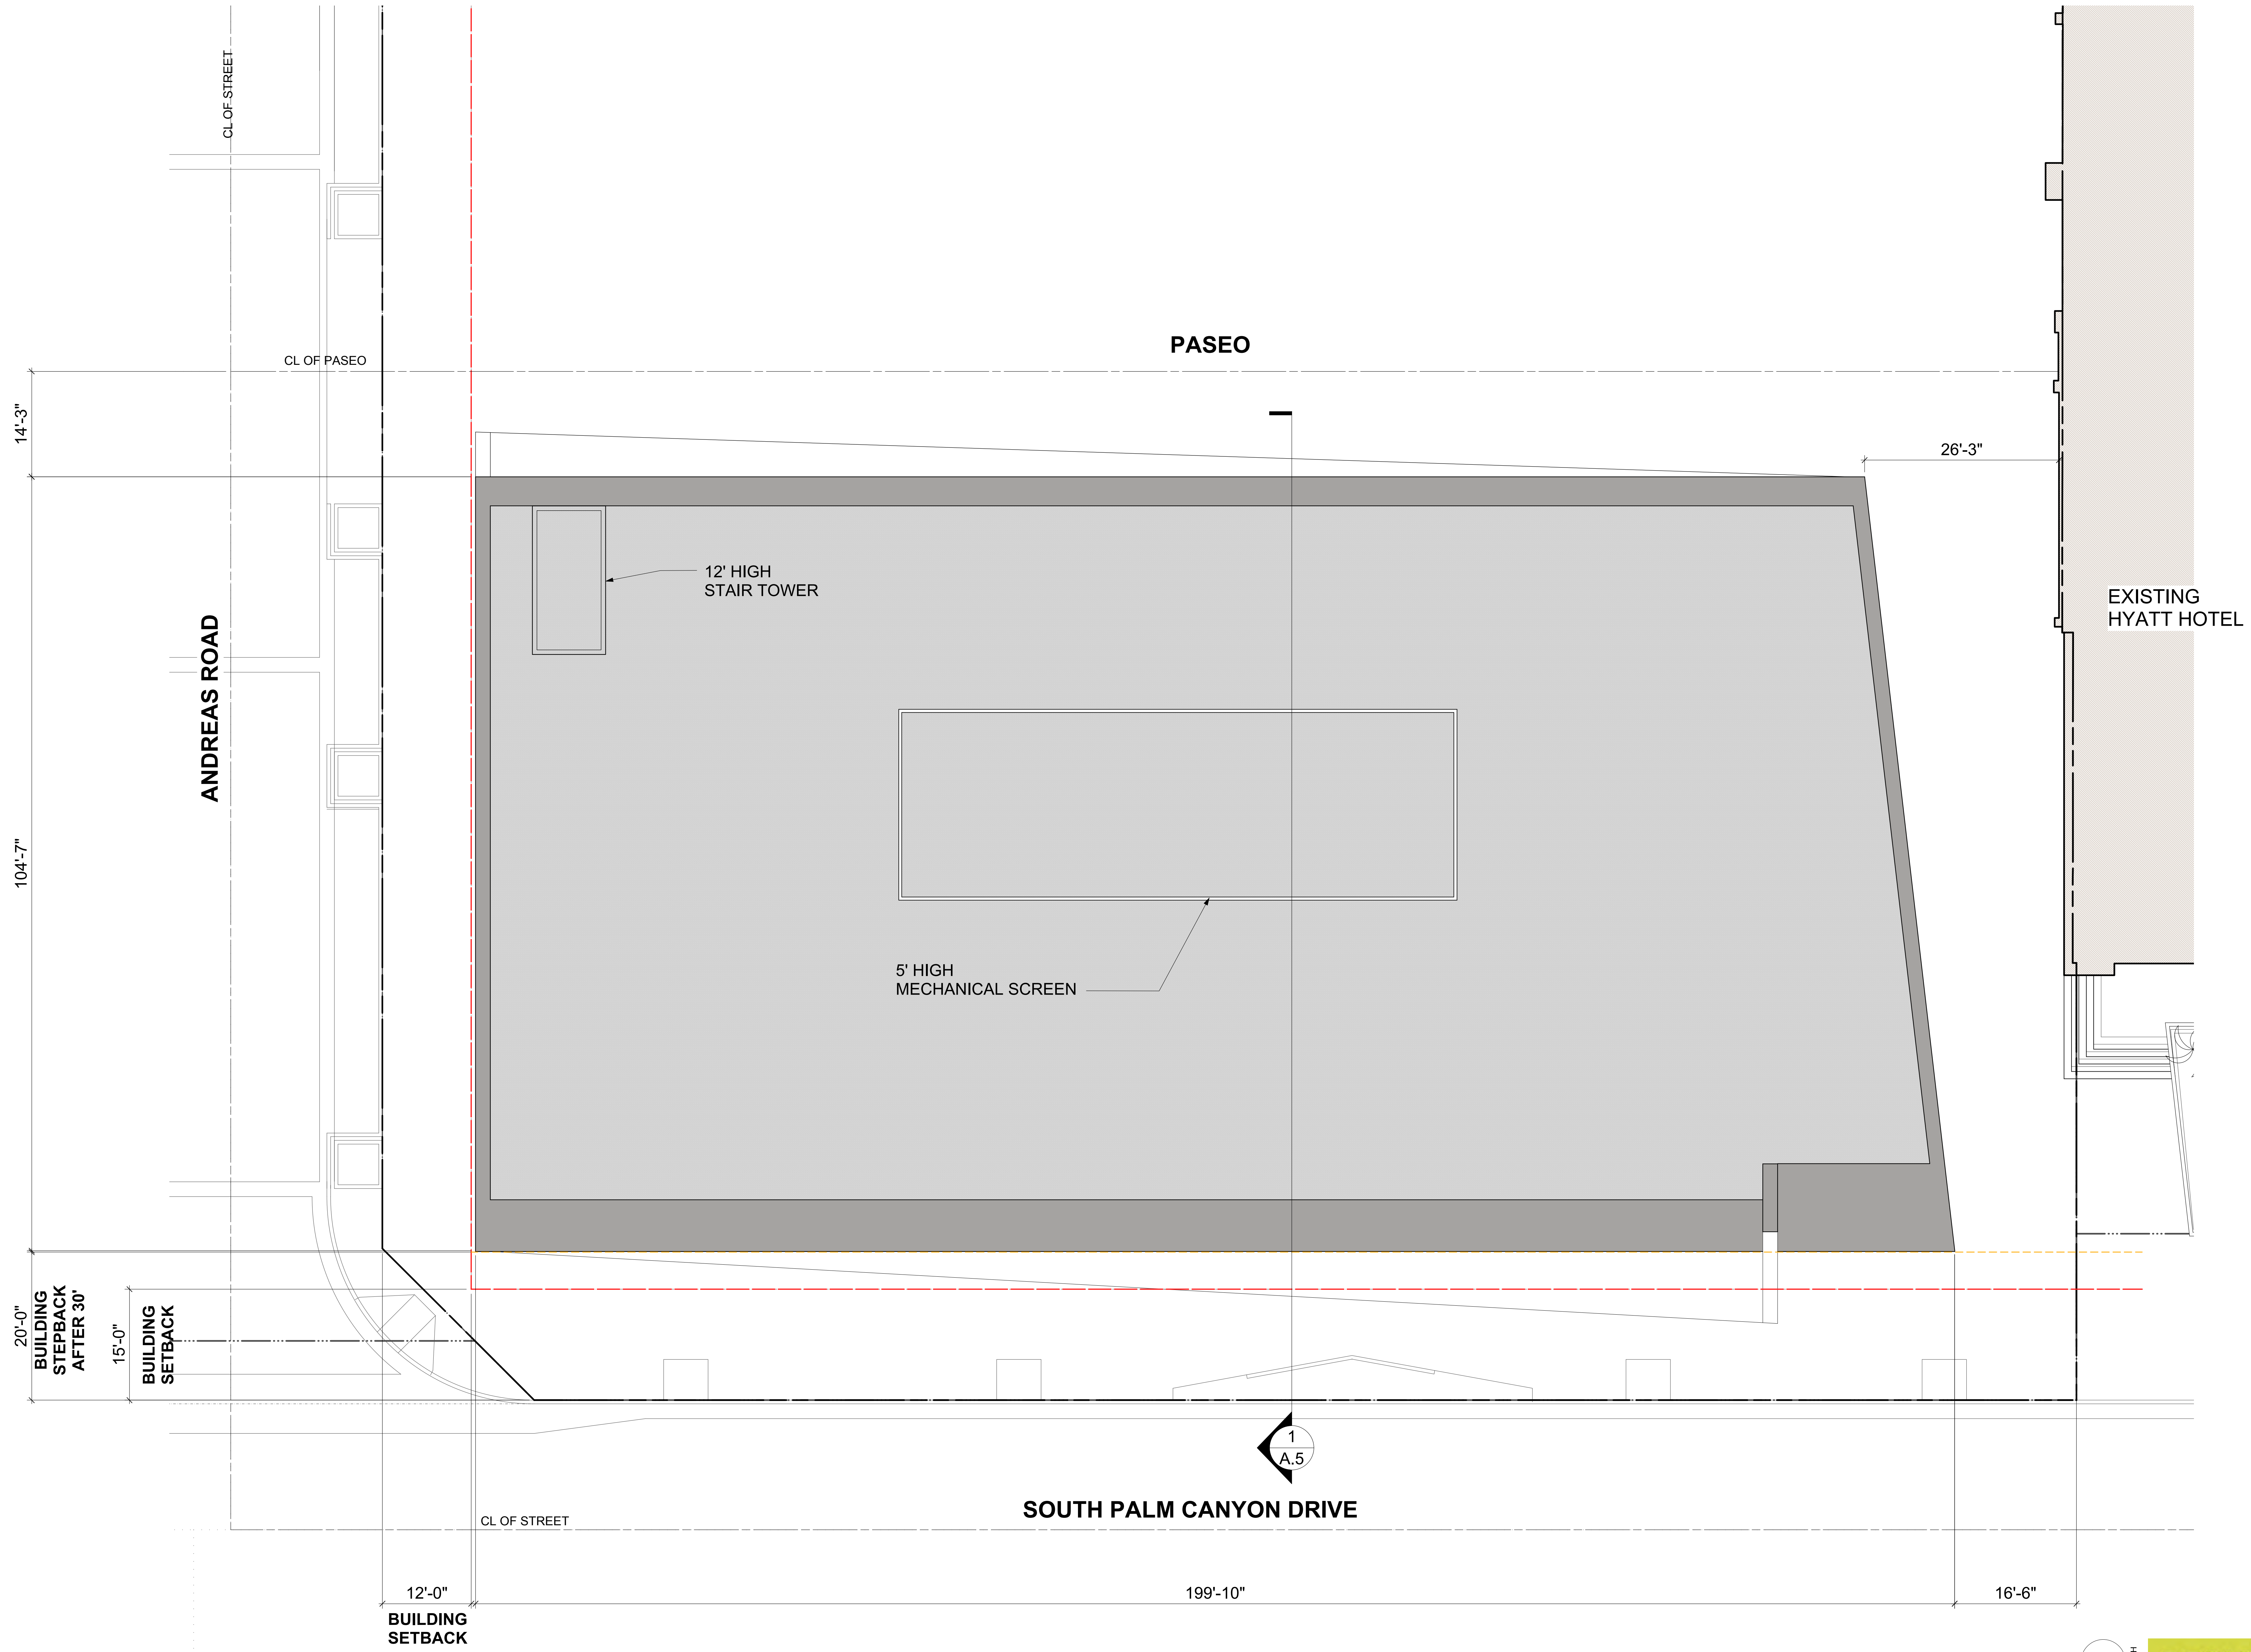 CL OF STREET
PASEO
CL OF PASEO
14'-3"
26'-3"
12' HIGH
STAIR TOWER
EXISTING
HYATT HOTEL
ANDREAS ROAD
104'-7"
5' HIGH
MECHANICAL SCREEN
20'-0"
BUILDING
STEPBACK
AFTER 30'
15'-0"
BUILDING
SETBACK
1
A.5
SOUTH PALM CANYON DRIVE
CL OF STREET
12'-0"
199'-10"
16'-6"
BUILDING
SETBACK